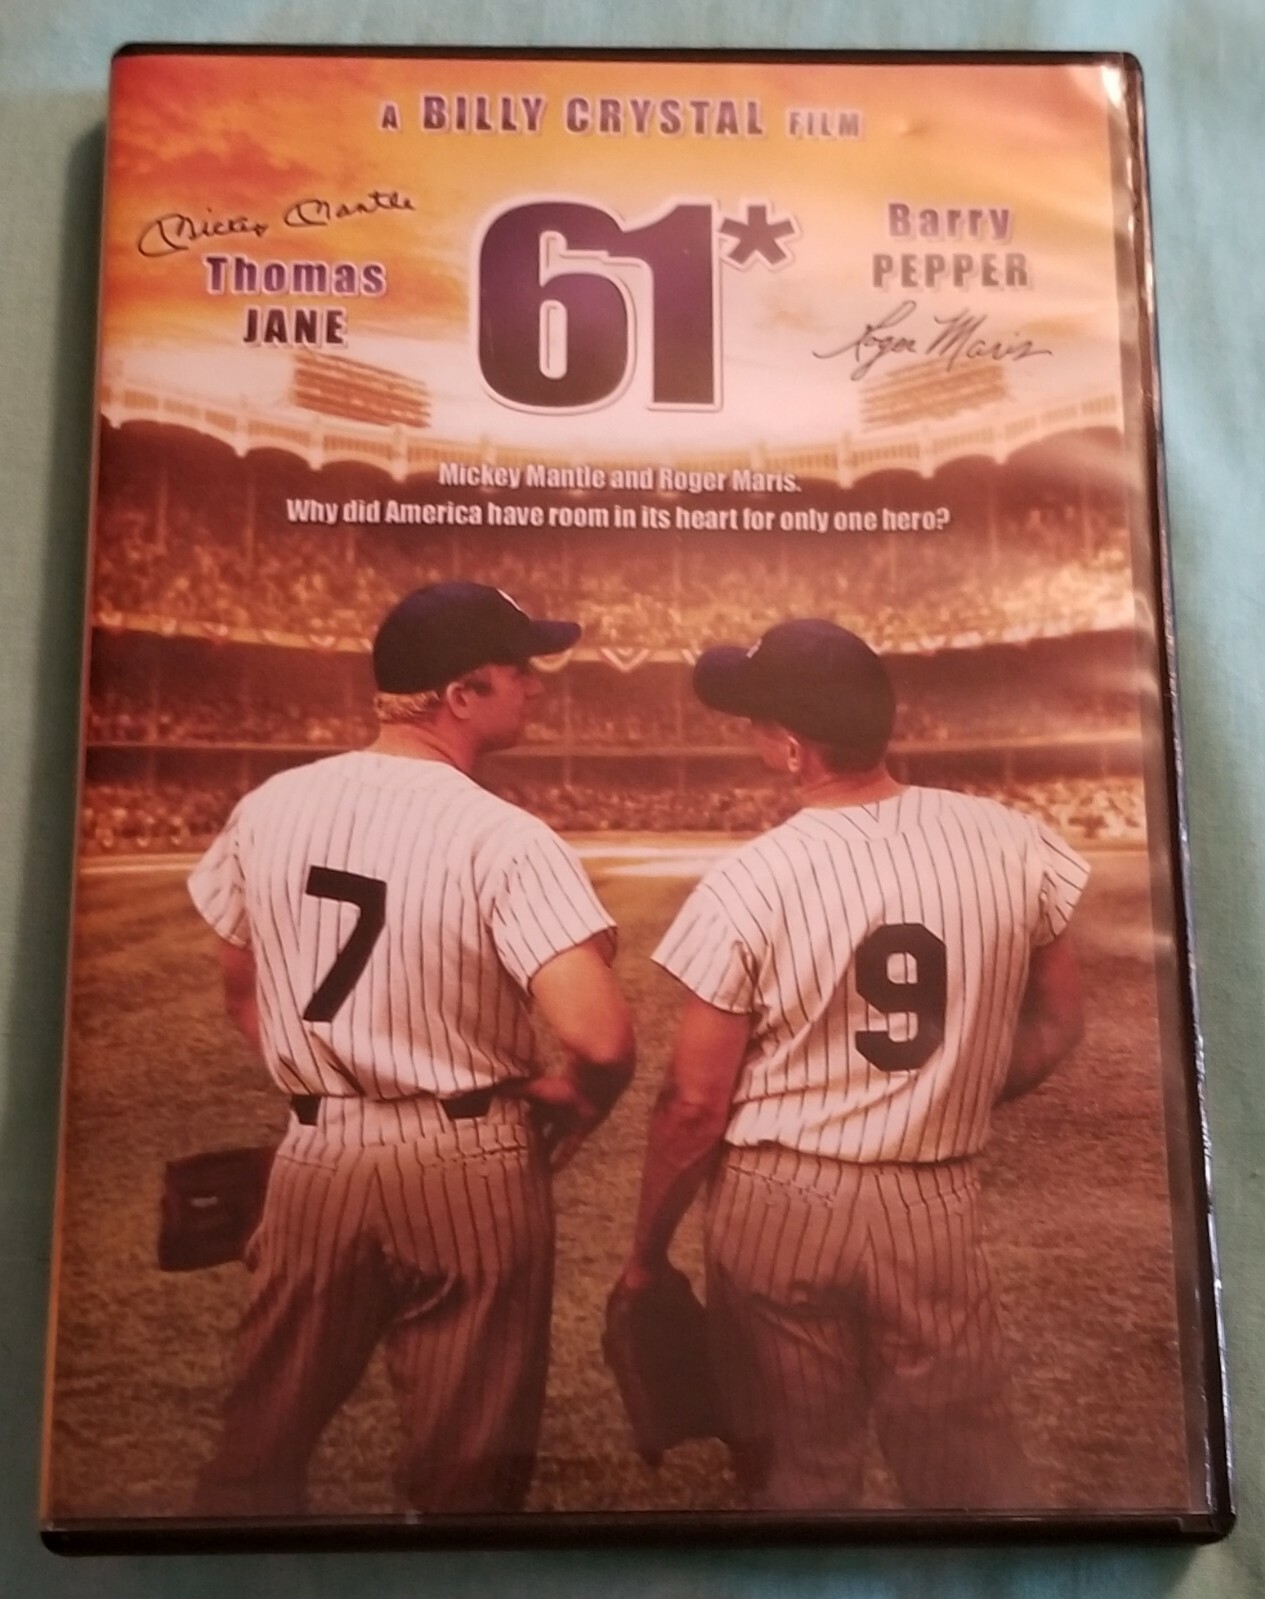 A BILLY CRYSTAL FILM
Mickey Mantle
Thomas
JANE
61*
Barry
PEPPER
Roger Maris
Mickey Mantle and Roger Maris.
Why did America have room in its heart for only one hero?
7
9